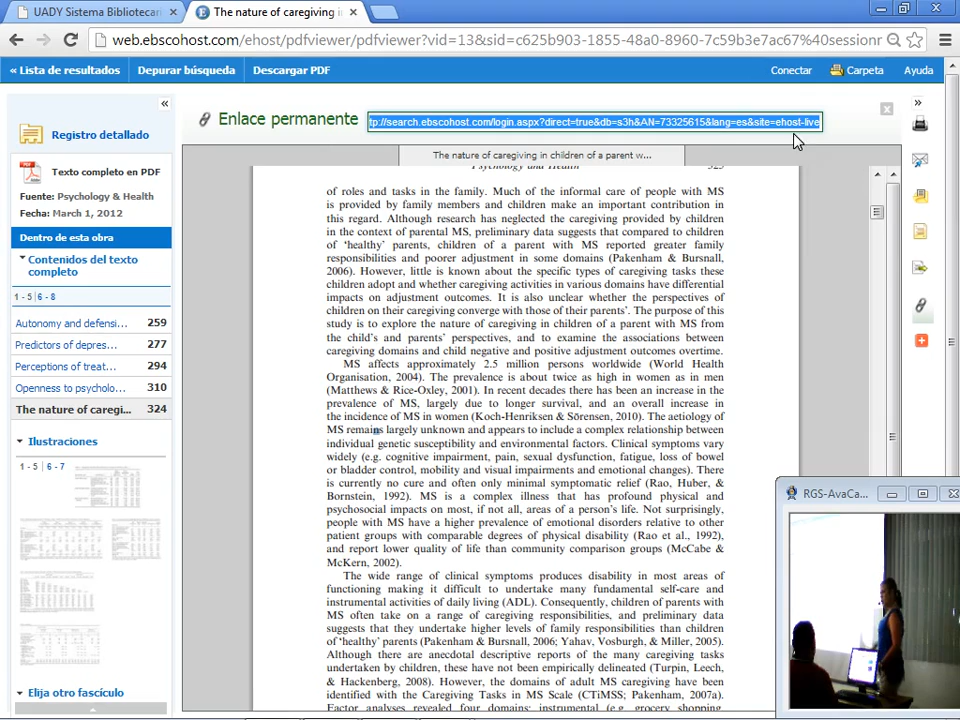 UADY Sistema Bibliotecari
The nature of caregiving i
web.ebscohost.com/ehost/pdfviewer/pdfviewer?vid=13&sid=c625b903-1855-48a0-8960-7c59b3e7ac67%40sessionr
« Lista de resultados
Depurar búsqueda
Descargar PDF
Conectar
Carpeta
Ayuda
«
Registro detallado
PDF
Texto completo en PDF
Fuente: Psychology & Health
Fecha: March 1, 2012
Dentro de esta obra
Contenidos del texto
completo
1 - 5 | 6 - 8
Autonomy and defensi... 259
Predictors of depres... 277
Perceptions of treat... 294
Openness to psycholo... 310
The nature of caregi... 324
Ilustraciones
1 - 5 | 6 - 7
Elija otro fascículo
Enlace permanente
tp://search.ebscohost.com/login.aspx?direct=true&db=s3h&AN=73325615&lang=es&site=ehost-live
»
The nature of caregiving in children of a parent w...
Psychology and Health 325
of roles and tasks in the family. Much of the informal care of people with MS
is provided by family members and children make an important contribution in
this regard. Although research has neglected the caregiving provided by children
in the context of parental MS, preliminary data suggests that compared to children
of ‘healthy’ parents, children of a parent with MS reported greater family
responsibilities and poorer adjustment in some domains (Pakenham & Bursnall,
2006). However, little is known about the specific types of caregiving tasks these
children adopt and whether caregiving activities in various domains have differential
impacts on adjustment outcomes. It is also unclear whether the perspectives of
children on their caregiving converge with those of their parents’. The purpose of this
study is to explore the nature of caregiving in children of a parent with MS from
the child's and parents’ perspectives, and to examine the associations between
caregiving domains and child negative and positive adjustment outcomes overtime.
MS affects approximately 2.5 million persons worldwide (World Health
Organisation, 2004). The prevalence is about twice as high in women as in men
(Matthews & Rice-Oxley, 2001). In recent decades there has been an increase in the
prevalence of MS, largely due to longer survival, and an overall increase in
the incidence of MS in women (Koch-Henriksen & Sörensen, 2010). The aetiology of
MS remains largely unknown and appears to include a complex relationship between
individual genetic susceptibility and environmental factors. Clinical symptoms vary
widely (e.g. cognitive impairment, pain, sexual dysfunction, fatigue, loss of bowel
or bladder control, mobility and visual impairments and emotional changes). There
is currently no cure and often only minimal symptomatic relief (Rao, Huber, &
Bornstein, 1992). MS is a complex illness that has profound physical and
psychosocial impacts on most, if not all, areas of a person's life. Not surprisingly,
people with MS have a higher prevalence of emotional disorders relative to other
patient groups with comparable degrees of physical disability (Rao et al., 1992),
and report lower quality of life than community comparison groups (McCabe &
McKern, 2002).
The wide range of clinical symptoms produces disability in most areas of
functioning making it difficult to undertake many fundamental self-care and
instrumental activities of daily living (ADL). Consequently, children of parents with
MS often take on a range of caregiving responsibilities, and preliminary data
suggests that they undertake higher levels of family responsibilities than children
of ‘healthy’ parents (Pakenham & Bursnall, 2006; Yahav, Vosburgh, & Miller, 2005).
Although there are anecdotal descriptive reports of the many caregiving tasks
undertaken by children, these have not been empirically delineated (Turpin, Leech,
& Hackenberg, 2008). However, the domains of adult MS caregiving have been
identified with the Caregiving Tasks in MS Scale (CTiMSS; Pakenham, 2007a).
Factor analyses revealed four domains: instrumental (e.g. grocery shopping,
RGS-AvaCa...